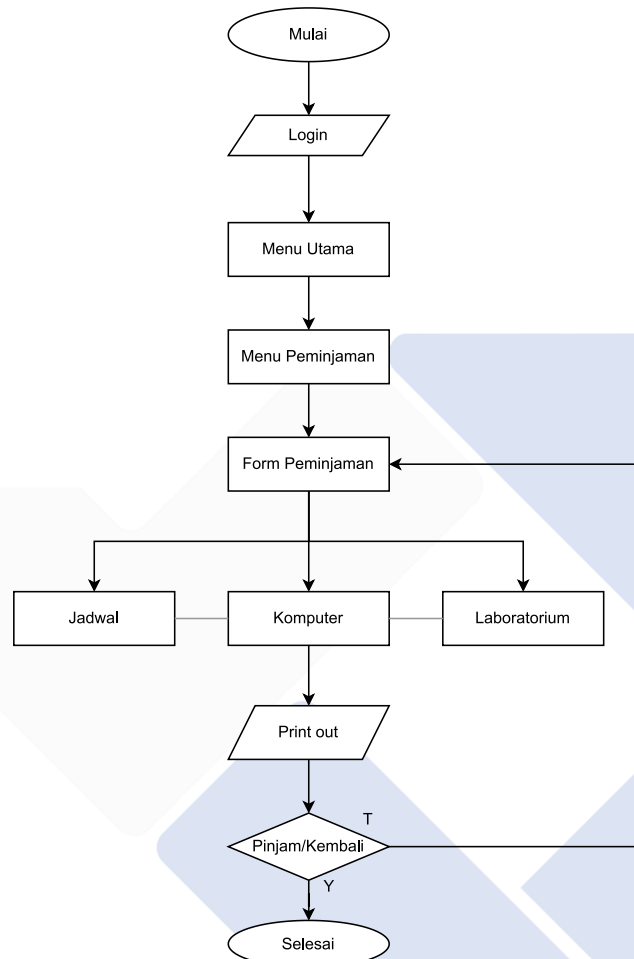 Mulai
Login
Menu Utama
Menu Peminjaman
Form Peminjaman
Jadwal
Komputer
Laboratorium
Print out
T
Pinjam/Kembali
Y
Selesai